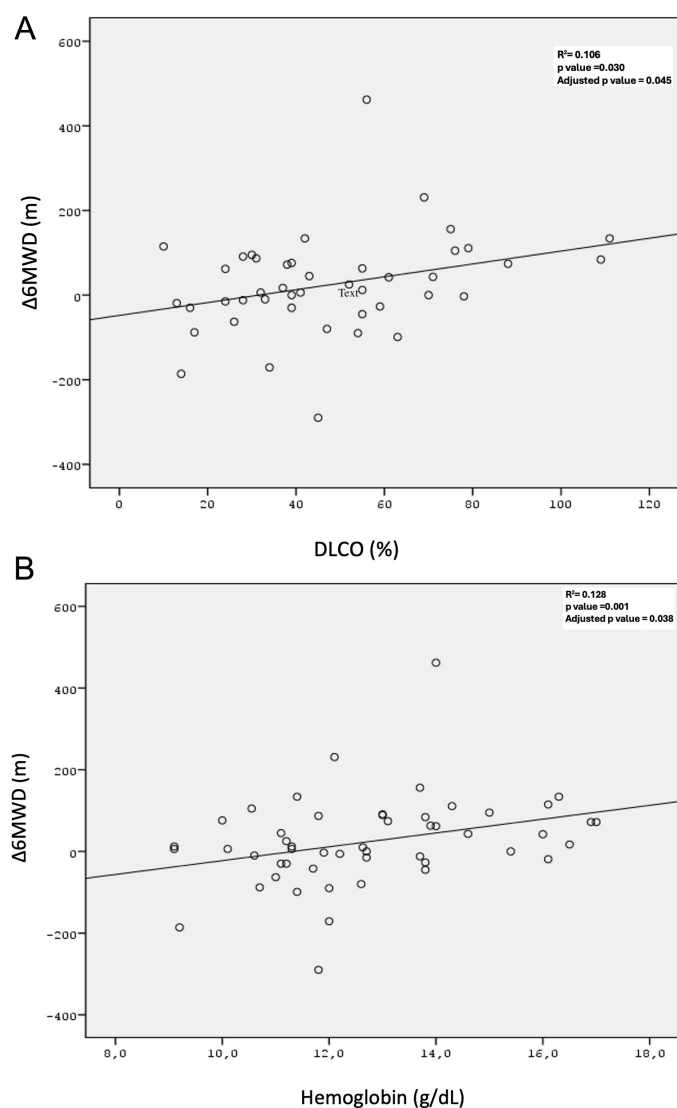 A
600
400
200
0
-200
-400
Δ6MWD (m)
R²= 0.106
p value =0.030
Adjusted p value = 0.045
Text
0 20 40 60 80 100 120
DLCO (%)
B
600
400
200
0
-200
-400
Δ6MWD (m)
R²= 0.128
p value =0.001
Adjusted p value = 0.038
8,0 10,0 12,0 14,0 16,0 18,0
Hemoglobin (g/dL)